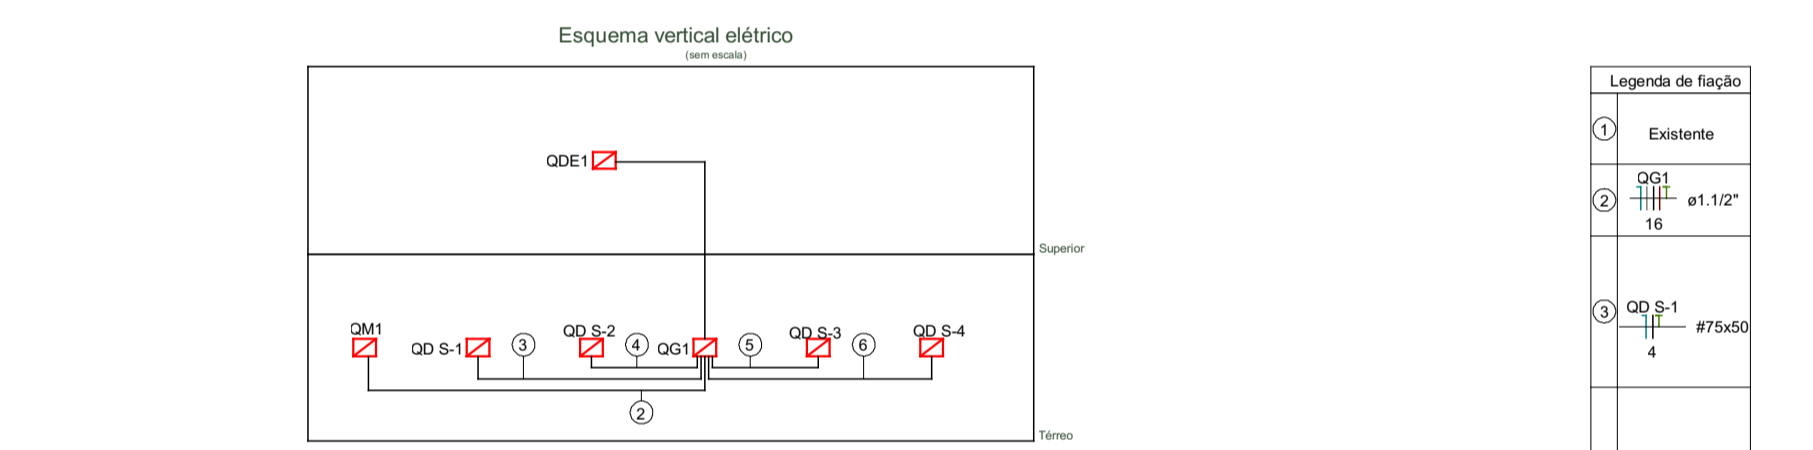 Esquema vertical elétrico
(sem escala)
QDE1
Superior
QM1
QD S-1
3
QD S-2
4
QG1
5
QD S-3
6
QD S-4
2
Térreo
Legenda de fiação
1
Existente
2
QG1
ø1.1/2"
16
3
QD S-1
#75x50
4